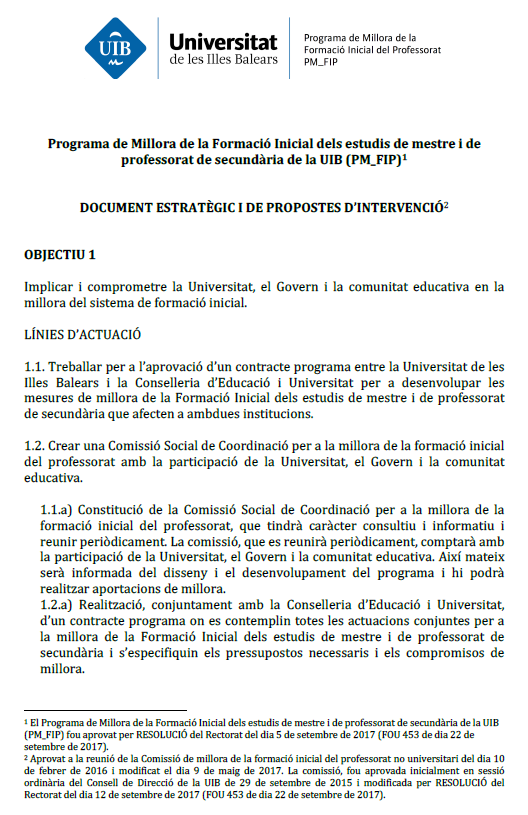 UIB
Universitat
de les Illes Balears
Programa de Millora de la
Formació Inicial del Professorat
PM_FIP
Programa de Millora de la Formació Inicial dels estudis de mestre i de
professorat de secundària de la UIB (PM_FIP)¹
DOCUMENT ESTRATÈGIC I DE PROPOSTES D’INTERVENCIÓ²
OBJECTIU 1
Implicar i comprometre la Universitat, el Govern i la comunitat educativa en la
millora del sistema de formació inicial.
LÍNIES D’ACTUACIÓ
1.1. Treballar per a l’aprovació d’un contracte programa entre la Universitat de les
Illes Balears i la Conselleria d’Educació i Universitat per a desenvolupar les
mesures de millora de la Formació Inicial dels estudis de mestre i de professorat
de secundària que afecten a ambdues institucions.
1.2. Crear una Comissió Social de Coordinació per a la millora de la formació inicial
del professorat amb la participació de la Universitat, el Govern i la comunitat
educativa.
1.1.a) Constitució de la Comissió Social de Coordinació per a la millora de la
formació inicial del professorat, que tindrà caràcter consultiu i informatiu i
reunir periòdicament. La comissió, que es reunirà periòdicament, comptarà amb
la participació de la Universitat, el Govern i la comunitat educativa. Així mateix
serà informada del disseny i el desenvolupament del programa i hi podrà
realitzar aportacions de millora.
1.2.a) Realització, conjuntament amb la Conselleria d’Educació i Universitat,
d’un contracte programa on es contemplin totes les actuacions conjuntes per a
la millora de la Formació Inicial dels estudis de mestre i de professorat de
secundària i s’especifiquin els pressupostos necessaris i els compromisos de
millora.
¹ El Programa de Millora de la Formació Inicial dels estudis de mestre i de professorat de secundària de la UIB
(PM_FIP) fou aprovat per RESOLUCIÓ del Rectorat del dia 5 de setembre de 2017 (FOU 453 de dia 22 de
setembre de 2017).
² Aprovat a la reunió de la Comissió de millora de la formació inicial del professorat no universitari del dia 10
de febrer de 2016 i modificat el dia 9 de maig de 2017. La comissió, fou aprovada inicialment en sessió
ordinària del Consell de Direcció de la UIB de 29 de setembre de 2015 i modificada per RESOLUCIÓ del
Rectorat del dia 12 de setembre de 2017 (FOU 453 de dia 22 de setembre de 2017).